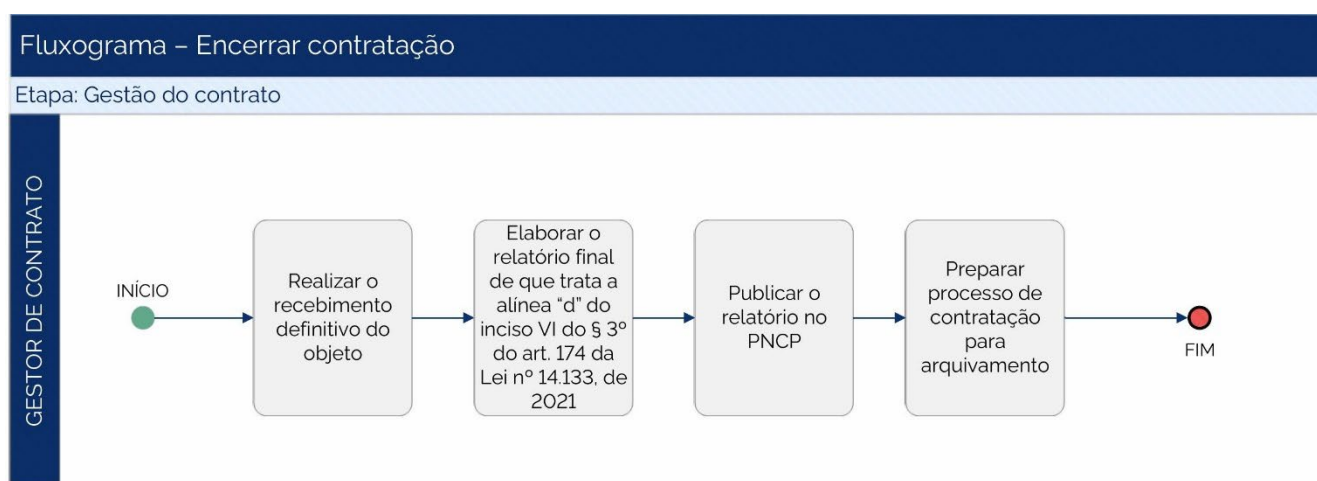 Fluxograma – Encerrar contratação
Etapa: Gestão do contrato
GESTOR DE CONTRATO
INÍCIO
Realizar o
recebimento
definitivo do
objeto
Elaborar o
relatório final
de que trata a
alínea “d” do
inciso VI do § 3º
do art. 174 da
Lei nº 14.133, de
2021
Publicar o
relatório no
PNCP
Preparar
processo de
contratação
para
arquivamento
FIM